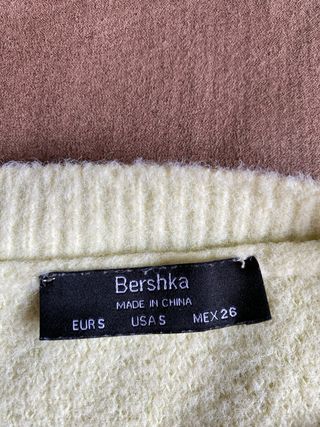 Bershka
MADE IN CHINA
EUR S USA S MEX 26